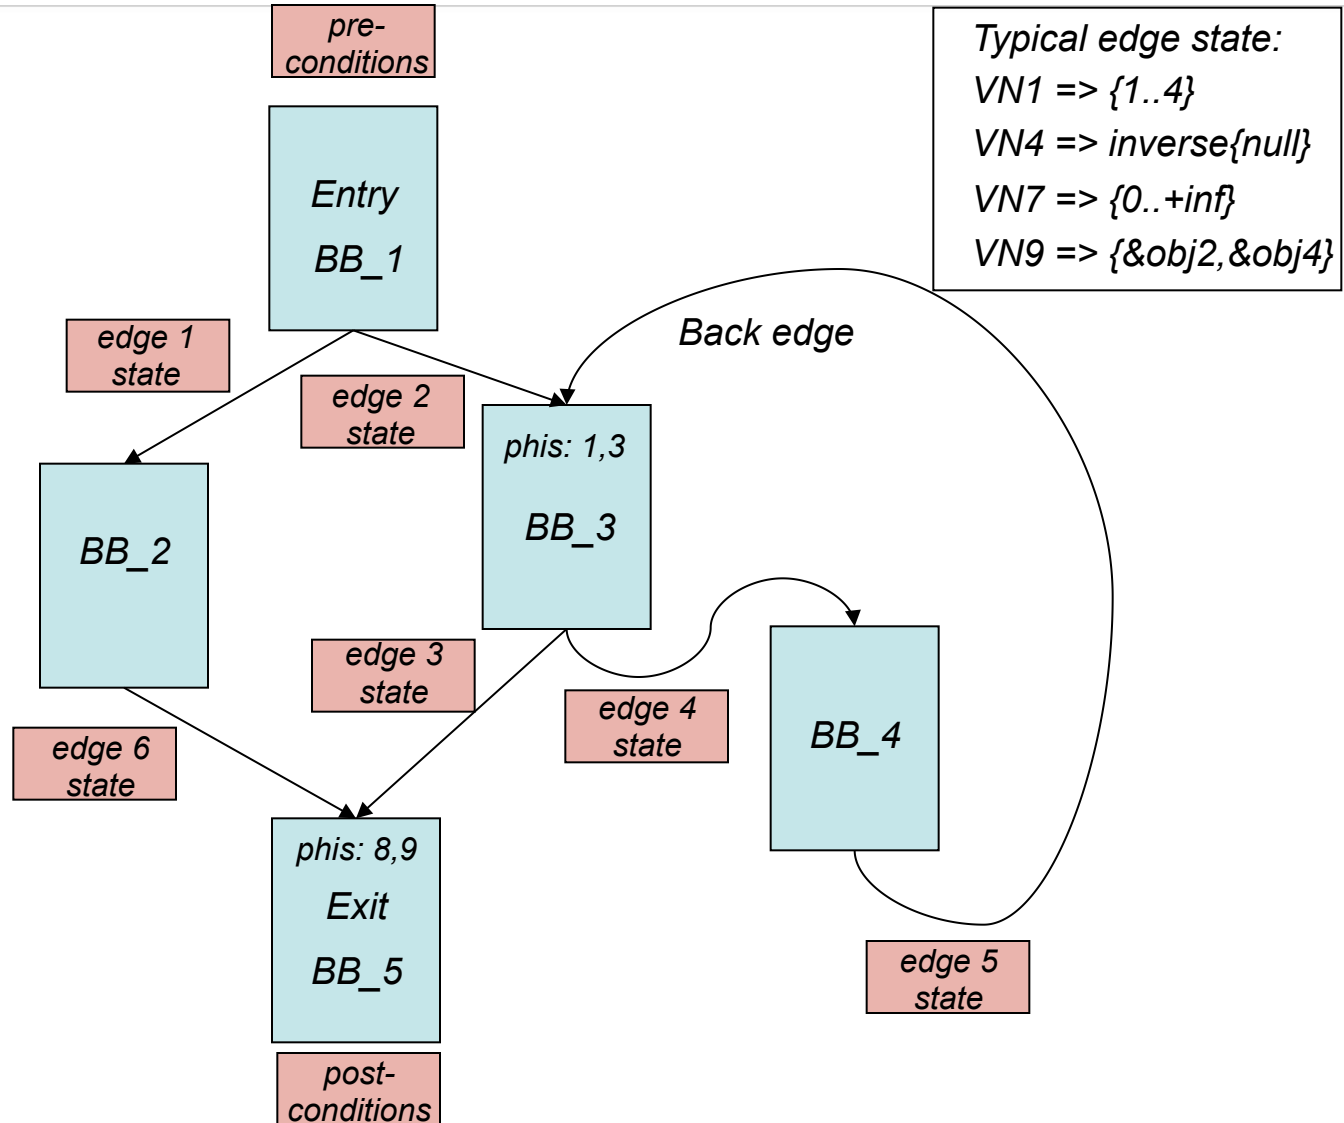 pre-
conditions
Typical edge state:
VN1 => {1..4}
VN4 => inverse{null}
VN7 => {0..+inf}
VN9 => {&obj2,&obj4}
Entry
BB_1
edge 1
state
Back edge
edge 2
state
phis: 1,3
BB_3
BB_2
edge 3
state
edge 4
state
BB_4
edge 6
state
phis: 8,9
Exit
BB_5
edge 5
state
post-
conditions